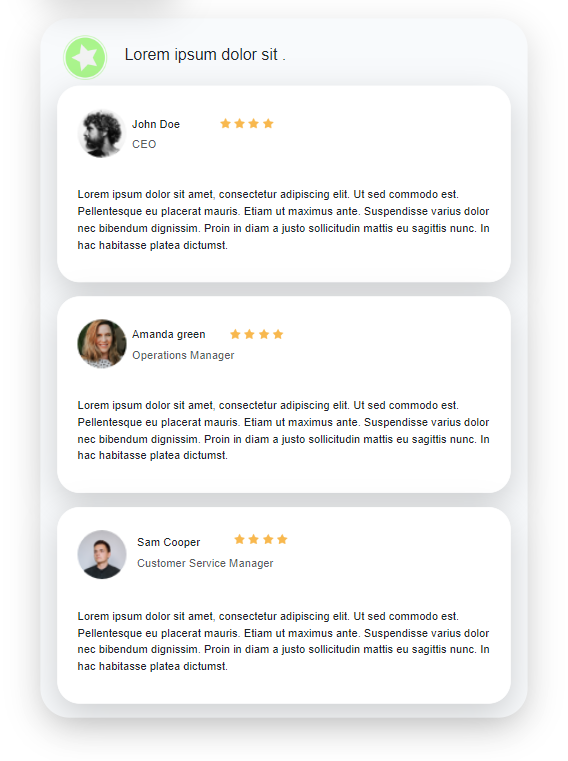 Lorem ipsum dolor sit .
John Doe
CEO
Lorem ipsum dolor sit amet, consectetur adipiscing elit. Ut sed commodo est.
Pellentesque eu placerat mauris. Etiam ut maximus ante. Suspendisse varius dolor
nec bibendum dignissim. Proin in diam a justo sollicitudin mattis eu sagittis nunc. In
hac habitasse platea dictumst.
Amanda green
Operations Manager
Lorem ipsum dolor sit amet, consectetur adipiscing elit. Ut sed commodo est.
Pellentesque eu placerat mauris. Etiam ut maximus ante. Suspendisse varius dolor
nec bibendum dignissim. Proin in diam a justo sollicitudin mattis eu sagittis nunc. In
hac habitasse platea dictumst.
Sam Cooper
Customer Service Manager
Lorem ipsum dolor sit amet, consectetur adipiscing elit. Ut sed commodo est.
Pellentesque eu placerat mauris. Etiam ut maximus ante. Suspendisse varius dolor
nec bibendum dignissim. Proin in diam a justo sollicitudin mattis eu sagittis nunc. In
hac habitasse platea dictumst.